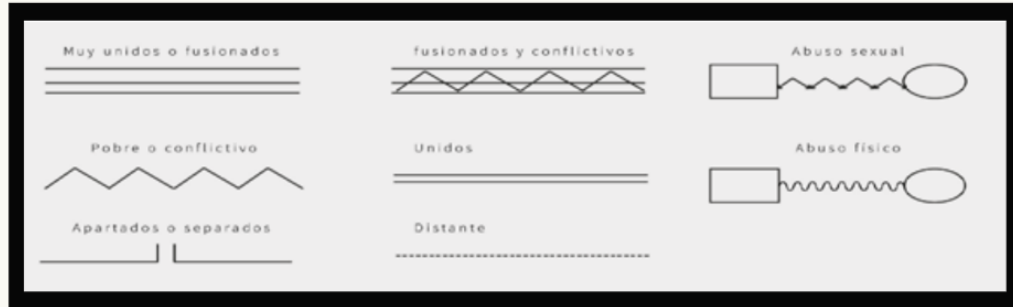 Muy unidos o fusionados
fusionados y conflictivos
Abuso sexual
Pobre o conflictivo
Unidos
Abuso físico
Apartados o separados
Distante